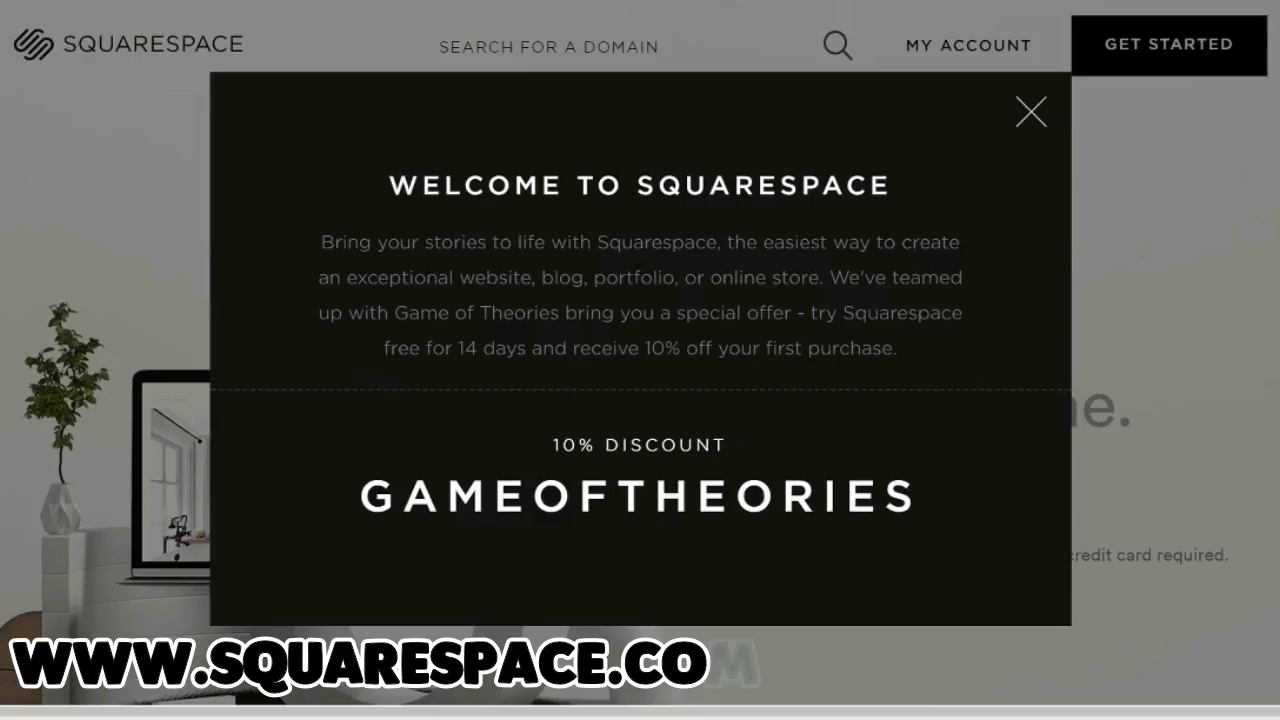 SQUARESPACE
SEARCH FOR A DOMAIN
MY ACCOUNT
GET STARTED
WELCOME TO SQUARESPACE
Bring your stories to life with Squarespace, the easiest way to create
an exceptional website, blog, portfolio, or online store. We've teamed
up with Game of Theories bring you a special offer - try Squarespace
free for 14 days and receive 10% off your first purchase.
ne.
10% DISCOUNT
GAMEOFTHEORIES
credit card required.
WWW.SQUARESPACE.COM